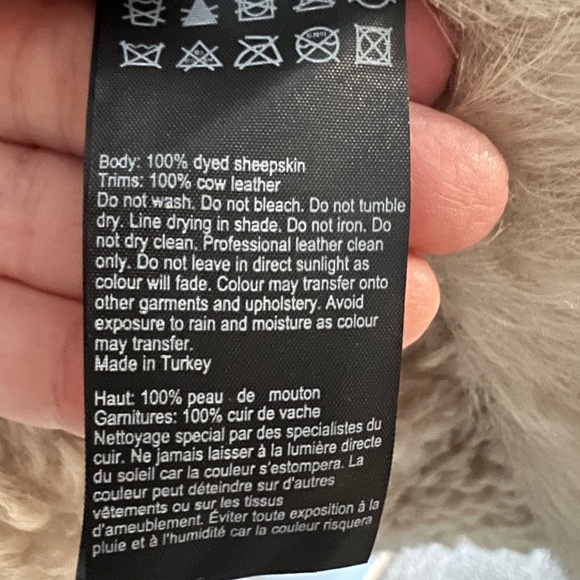 Body: 100% dyed sheepskin
Trims: 100% cow leather
Do not wash. Do not bleach. Do not tumble
dry. Line drying in shade. Do not iron. Do
not dry clean. Professional leather clean
only. Do not leave in direct sunlight as
colour will fade. Colour may transfer onto
other garments and upholstery. Avoid
exposure to rain and moisture as colour
may transfer.
Made in Turkey
Haut: 100% peau de mouton
Garnitures: 100% cuir de vache
Nettoyage special par des specialistes du
cuir. Ne jamais laisser à la lumière directe
du soleil car la couleur s'estompera. La
couleur peut déteindre sur d'autres
vêtements ou sur les tissus
d'ameublement. Éviter toute exposition à la
pluie et à l'humidité car la couleur risquera